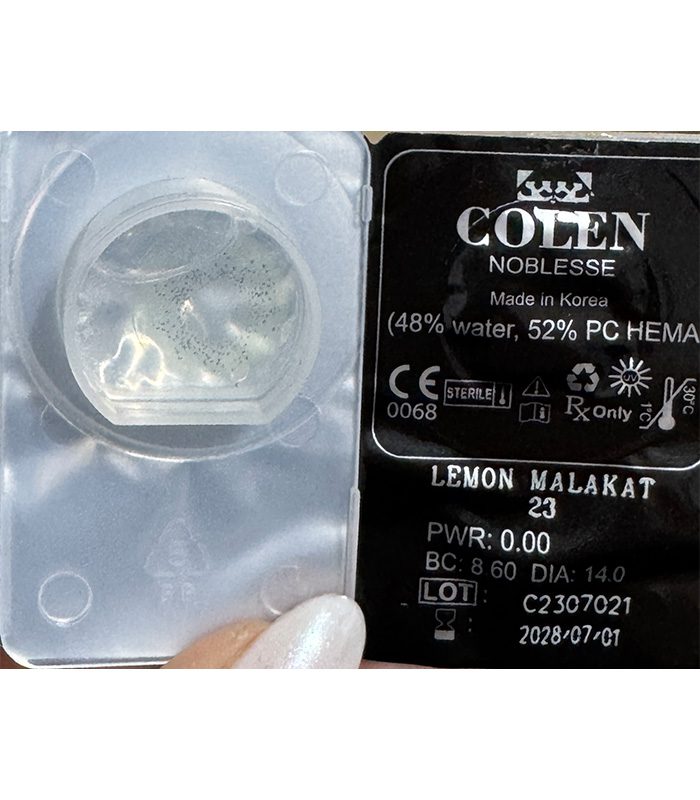 COLEN
NOBLESSE
Made in Korea
(48% water, 52% PC HEMA
CE
0068
STERILE
UV
Rx Only
1°C
30°C
LEMON MALAKAT
23
PWR: 0.00
BC: 8 60 DIA: 14.0
LOT : C2307021
: 2028/07/01